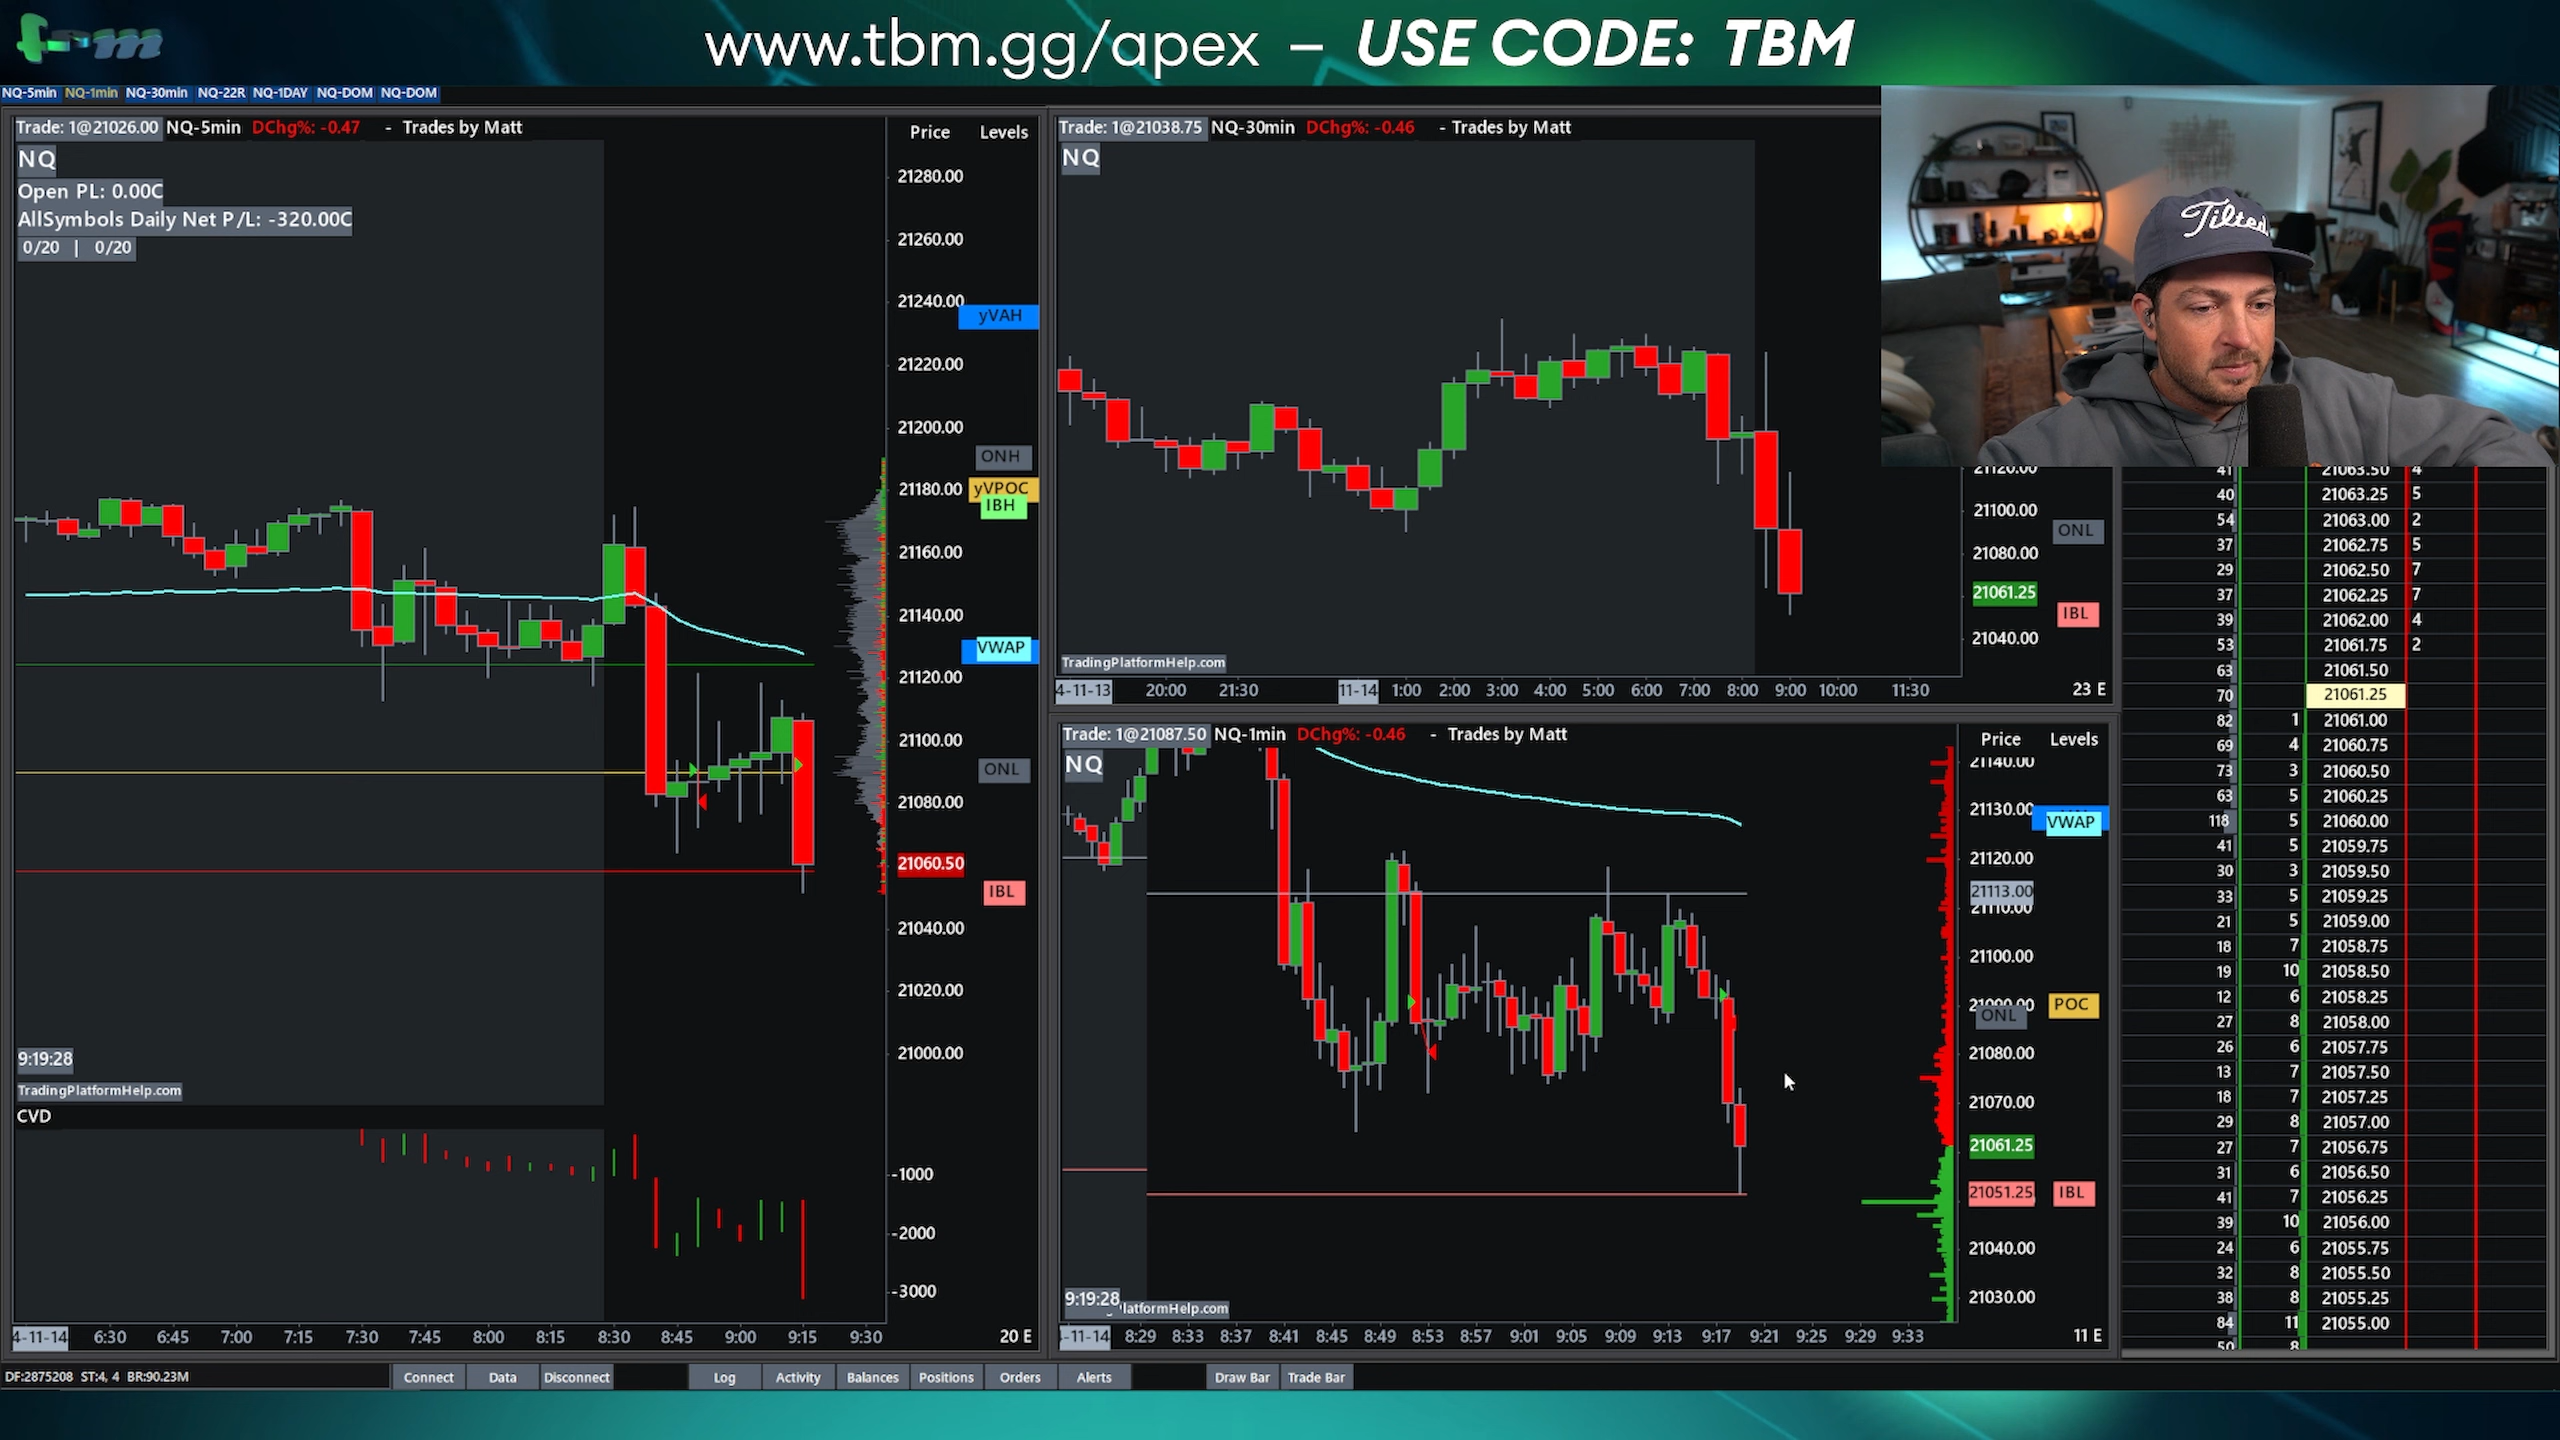 www.tbm.gg/apex – USE CODE: TBM
NQ-5min NQ-1min NQ-30min NQ-22R NQ-1DAY NQ-DOM NQ-DOM
Trade: 1@21026.00 NQ-5min DChg%: -0.47 - Trades by Matt
Price Levels
NQ
Open PL: 0.00C
AllSymbols Daily Net P/L: -320.00C
0/20 | 0/20
21280.00
21260.00
21240.00
yVAH
21220.00
21200.00
ONH
21180.00
yVPOC
IBH
21160.00
21140.00
VWAP
21120.00
21100.00
ONL
21080.00
21060.50
IBL
21040.00
21020.00
21000.00
9:19:28
TradingPlatformHelp.com
CVD
-1000
-2000
-3000
4-11-14 6:30 6:45 7:00 7:15 7:30 7:45 8:00 8:15 8:30 8:45 9:00 9:15 9:30 20 E
Trade: 1@21038.75 NQ-30min DChg%: -0.46 - Trades by Matt
NQ
21120.00
21100.00
ONL
21080.00
21061.25
IBL
21040.00
TradingPlatformHelp.com
4-11-13 20:00 21:30 11-14 1:00 2:00 3:00 4:00 5:00 6:00 7:00 8:00 9:00 10:00 11:30 23 E
Trade: 1@21087.50 NQ-1min DChg%: -0.46 - Trades by Matt
Price Levels
NQ
21140.00
21130.00
VWAP
21120.00
21113.00
21110.00
21100.00
21090.00
POC
ONL
21080.00
21070.00
21061.25
21051.25 IBL
21040.00
21030.00
9:19:28
latformHelp.com
-11-14 8:29 8:33 8:37 8:41 8:45 8:49 8:53 8:57 9:01 9:05 9:09 9:13 9:17 9:21 9:25 9:29 9:33 11 E
Tilted
41 21063.50 4
40 21063.25 5
54 21063.00 2
37 21062.75 5
29 21062.50 7
37 21062.25 7
39 21062.00 4
53 21061.75 2
63 21061.50
70 21061.25
82 1 21061.00
69 4 21060.75
73 3 21060.50
63 5 21060.25
118 5 21060.00
41 5 21059.75
30 3 21059.50
33 5 21059.25
21 5 21059.00
18 7 21058.75
19 10 21058.50
12 6 21058.25
27 8 21058.00
26 6 21057.75
13 7 21057.50
18 7 21057.25
29 8 21057.00
27 7 21056.75
31 6 21056.50
41 7 21056.25
39 10 21056.00
24 6 21055.75
32 8 21055.50
38 8 21055.25
84 11 21055.00
50 8
DF:2875208 ST:4, 4 BR:90.23M
Connect Data Disconnect Log Activity Balances Positions Orders Alerts Draw Bar Trade Bar